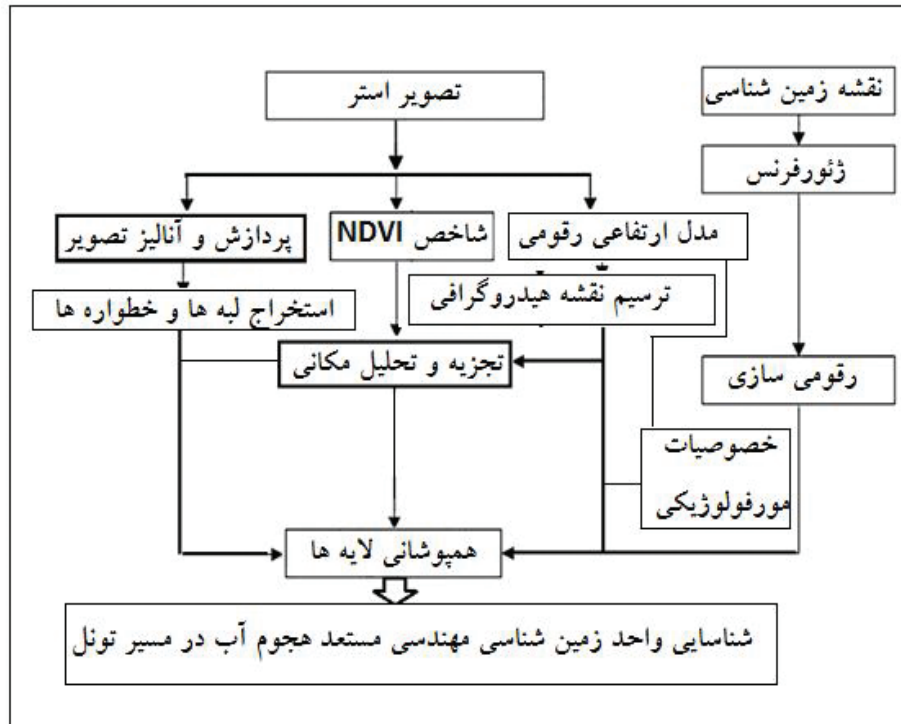 تصویر استر
نقشه زمین شناسی
ژئورفرنس
پردازش و آنالیز تصویر
شاخص NDVI
مدل ارتفاعی رقومی
استخراج لبه ها و خطواره ها
ترسیم نقشه هیدروگرافی
تجزیه و تحلیل مکانی
رقومی سازی
خصوصیات
مورفولوژیکی
همپوشانی لایه ها
شناسایی واحد زمین شناسی مهندسی مستعد هجوم آب در مسیر تونل